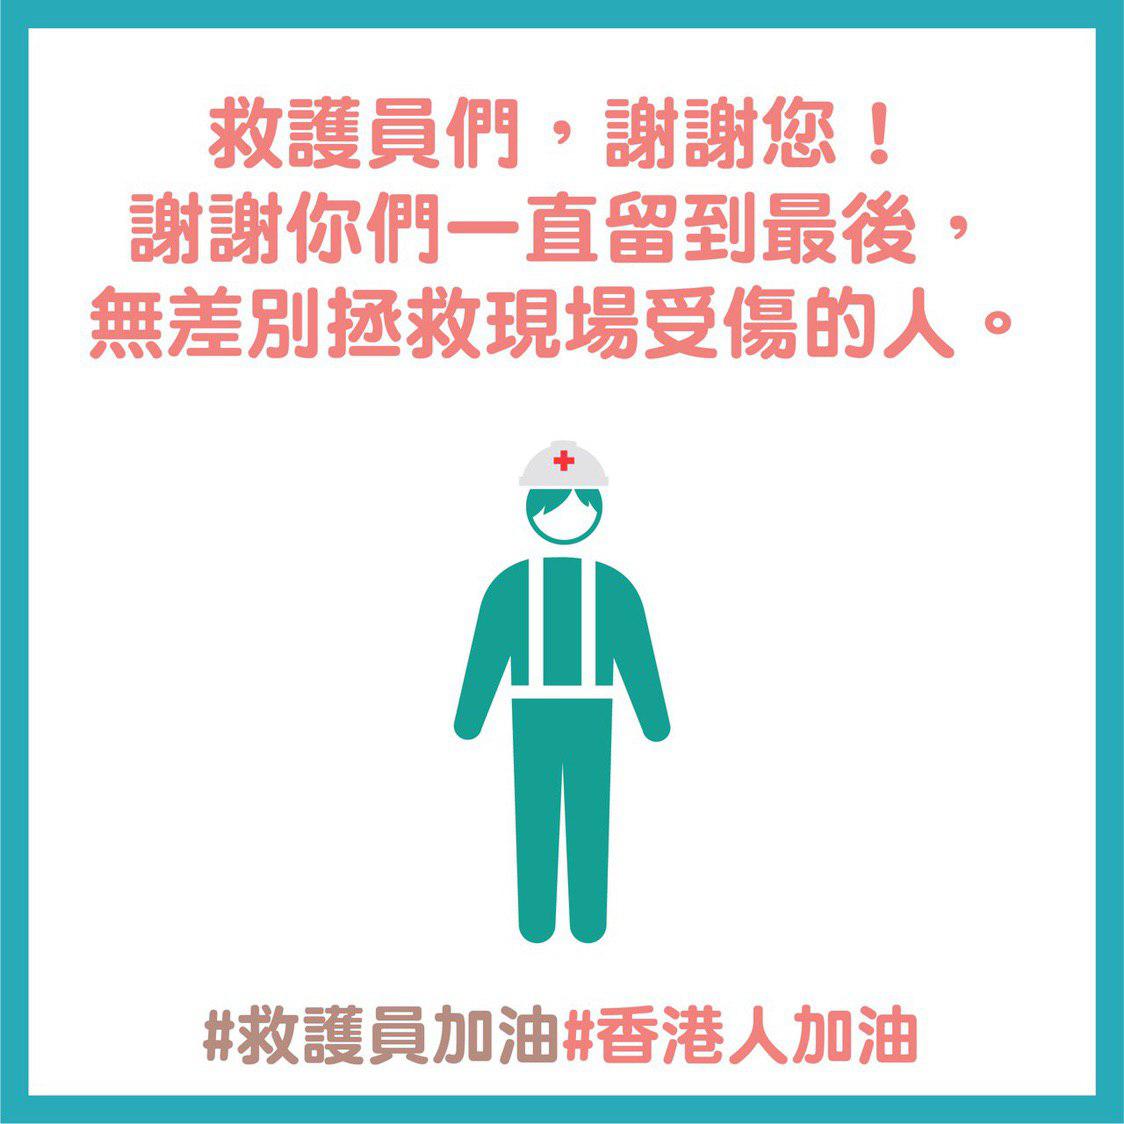 救護員們，謝謝您！
謝謝你們一直留到最後，
無差別拯救現場受傷的人。
#救護員加油#香港人加油